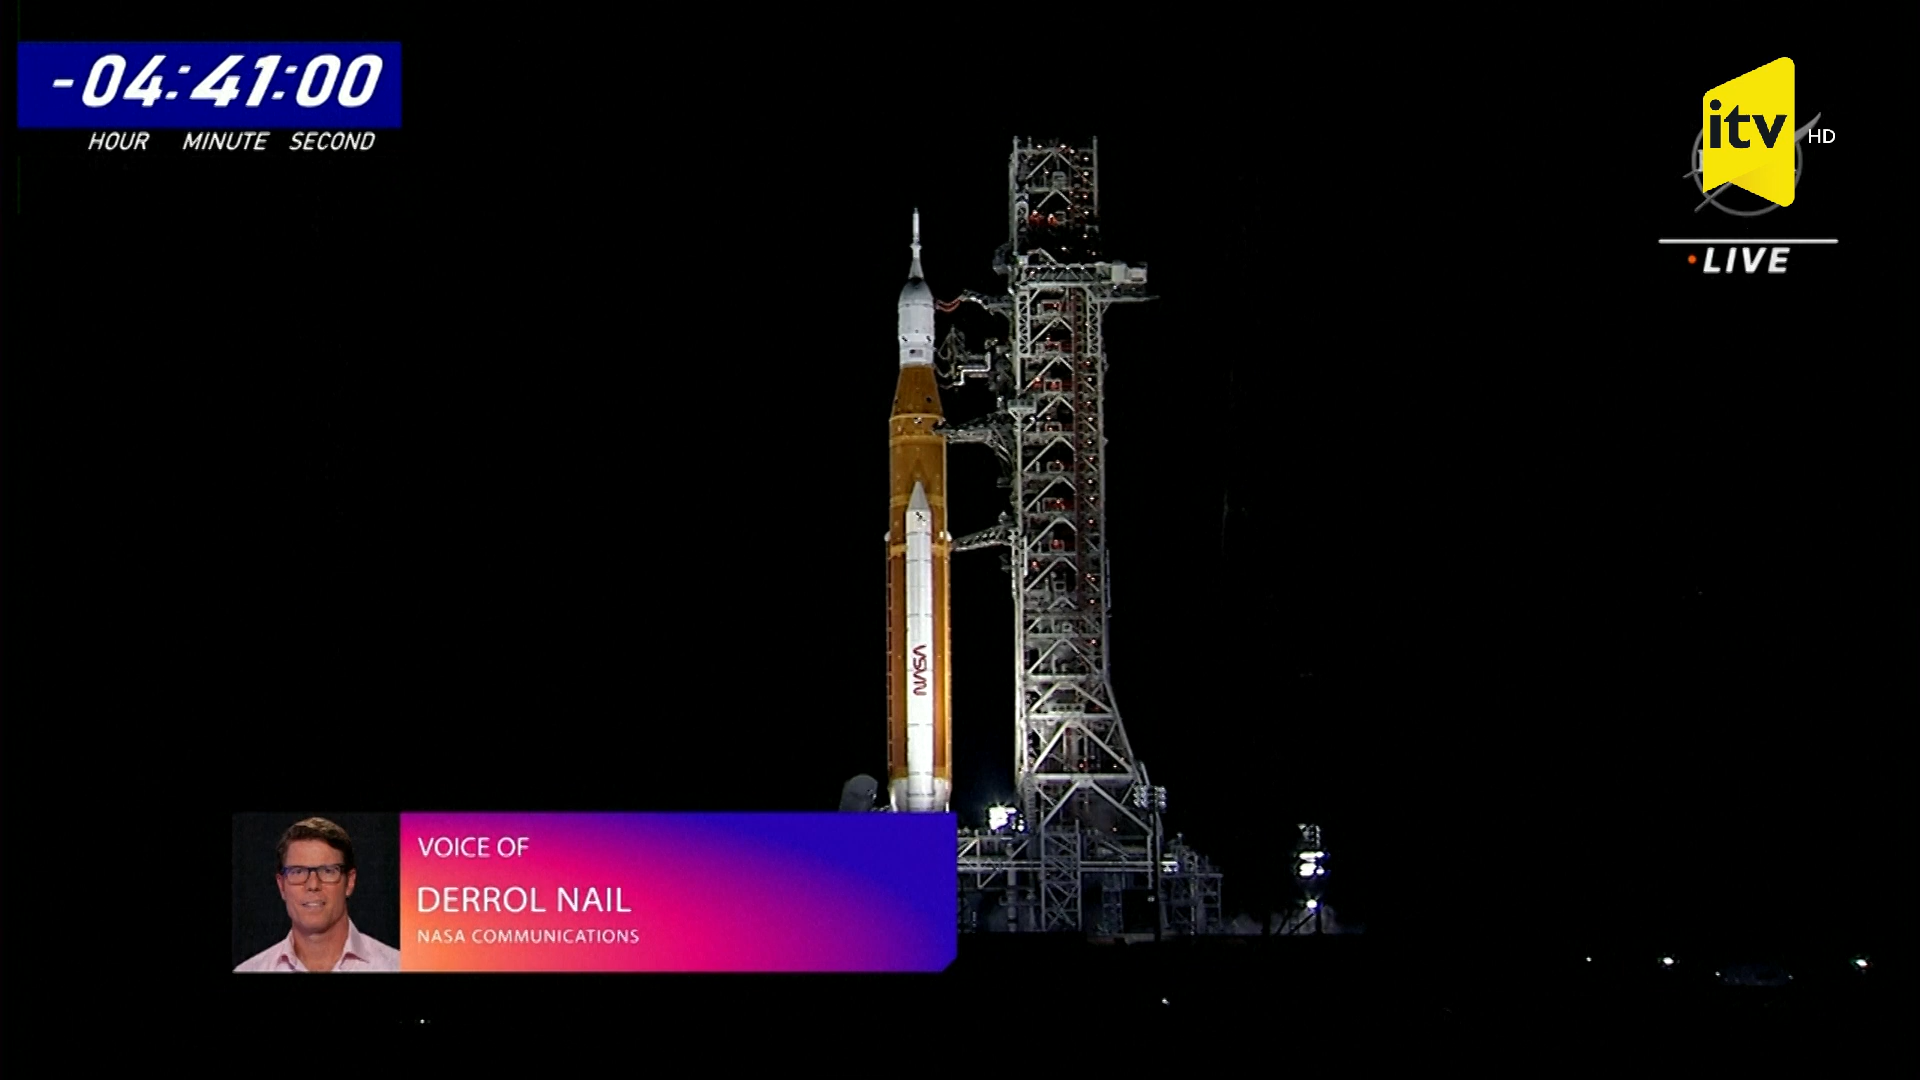 -04:41:00
HOUR MINUTE SECOND
itv HD
LIVE
NASA
VOICE OF
DERROL NAIL
NASA COMMUNICATIONS